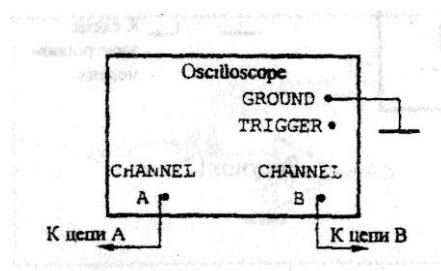 Oscilloscope
GROUND
TRIGGER
CHANNEL CHANNEL
A B
К цепи А К цепи В